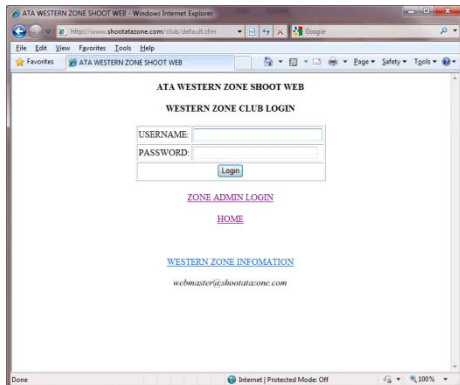 ATA WESTERN ZONE SHOOT WEB - Windows Internet Explorer
http://www.shootatazone.com/club/default.cfm
Google
File Edit View Favorites Tools Help
Favorites ATA WESTERN ZONE SHOOT WEB Page Safety Tools
ATA WESTERN ZONE SHOOT WEB
WESTERN ZONE CLUB LOGIN
USERNAME:
PASSWORD:
Login
ZONE ADMIN LOGIN
HOME
WESTERN ZONE INFOMATION
webmaster@shootatazone.com
Done Internet | Protected Mode: Off 100%